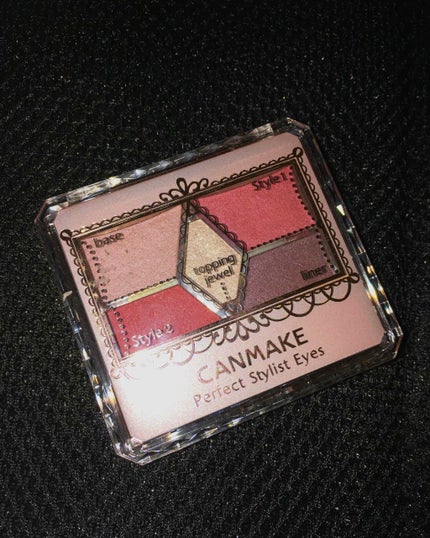 base
Style 1
topping
jewel
liner
Style 2
CANMAKE
Perfect Stylist Eyes